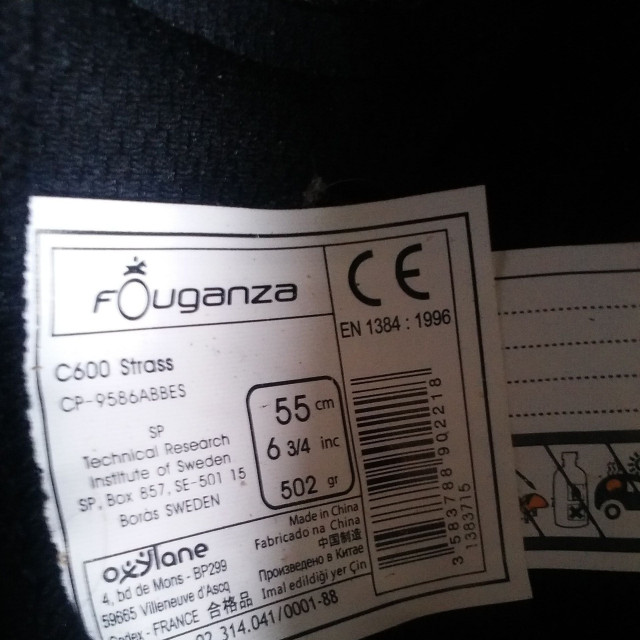 FOuganza
CE
EN 1384 : 1996
C600 Strass
CP-9586ABBES
SP
Technical Research
Institute of Sweden
SP, Box 857, SE-501 15
Borås SWEDEN
55 cm
6 3/4 inc
502 gr
3583788902218
1383715
oxylane
4, bd de Mons - BP299
59665 Villeneuve d'Ascq
Cedex - FRANCE 合格品
Made in China
Fabricado na China
中国制造
Произведено в Китае
Imal edildiği yer Çin
02 314.041/0001-88